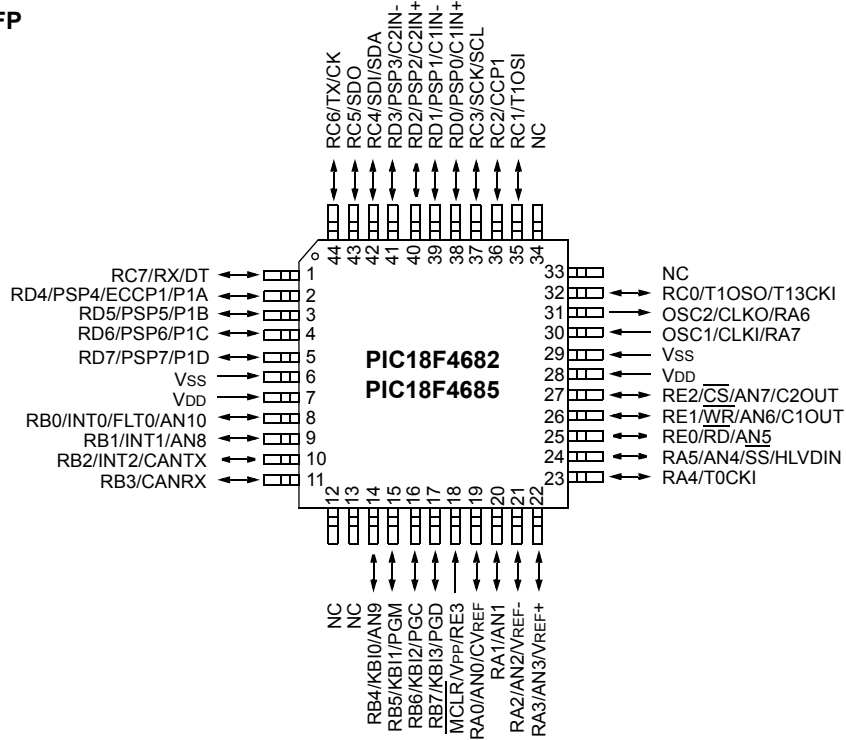 FP
RC6/TX/CK
RC5/SDO
RC4/SDI/SDA
RD3/PSP3/C2IN-
RD2/PSP2/C2IN+
RD1/PSP1/C1IN-
RD0/PSP0/C1IN+
RC3/SCK/SCL
RC2/CCP1
RC1/T1OSI
NC
44
43
42
41
40
39
38
37
36
35
34
RC7/RX/DT 1
RD4/PSP4/ECCP1/P1A 2
RD5/PSP5/P1B 3
RD6/PSP6/P1C 4
RD7/PSP7/P1D 5
VSS 6
VDD 7
RB0/INT0/FLT0/AN10 8
RB1/INT1/AN8 9
RB2/INT2/CANTX 10
RB3/CANRX 11
PIC18F4682
PIC18F4685
33 NC
32 RC0/T1OSO/T13CKI
31 OSC2/CLKO/RA6
30 OSC1/CLKI/RA7
29 VSS
28 VDD
27 RE2/CS/AN7/C2OUT
26 RE1/WR/AN6/C1OUT
25 RE0/RD/AN5
24 RA5/AN4/SS/HLVDIN
23 RA4/T0CKI
12
13
14
15
16
17
18
19
20
21
22
NC
NC
RB4/KBI0/AN9
RB5/KBI1/PGM
RB6/KBI2/PGC
RB7/KBI3/PGD
MCLR/VPP/RE3
RA0/AN0/CVREF
RA1/AN1
RA2/AN2/VREF-
RA3/AN3/VREF+